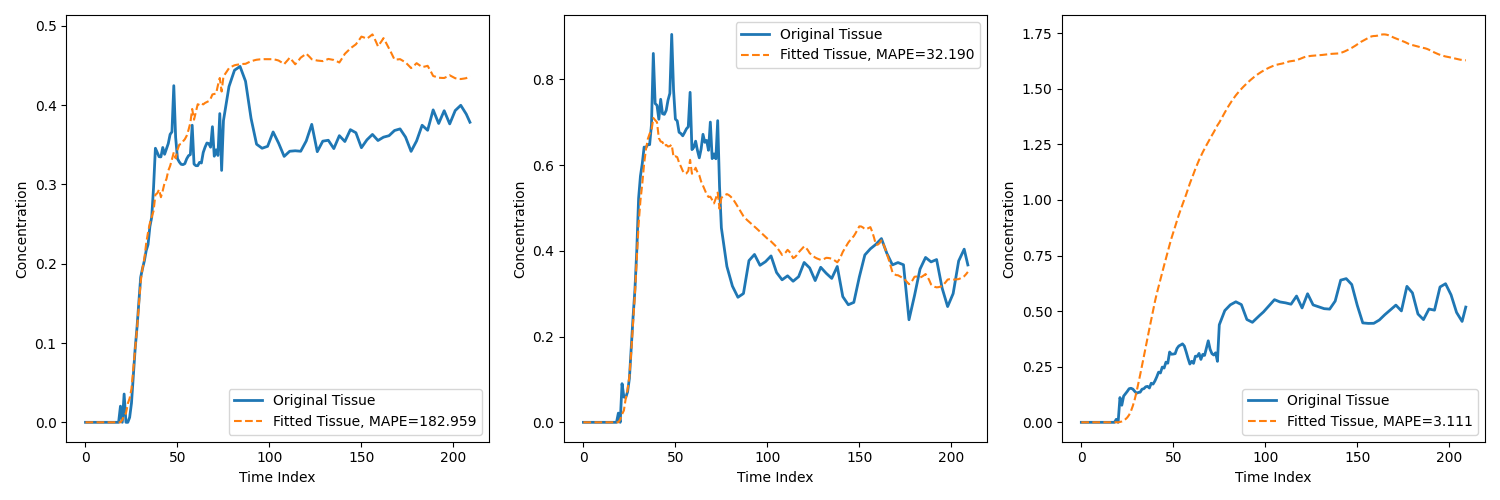 0.5
0.4
0.3
0.2
0.1
0.0
Concentration
0 50 100 150 200
Time Index
Original Tissue
Fitted Tissue, MAPE=182.959
0.8
0.6
0.4
0.2
0.0
Concentration
0 50 100 150 200
Time Index
Original Tissue
Fitted Tissue, MAPE=32.190
1.75
1.50
1.25
1.00
0.75
0.50
0.25
0.00
Concentration
0 50 100 150 200
Time Index
Original Tissue
Fitted Tissue, MAPE=3.111